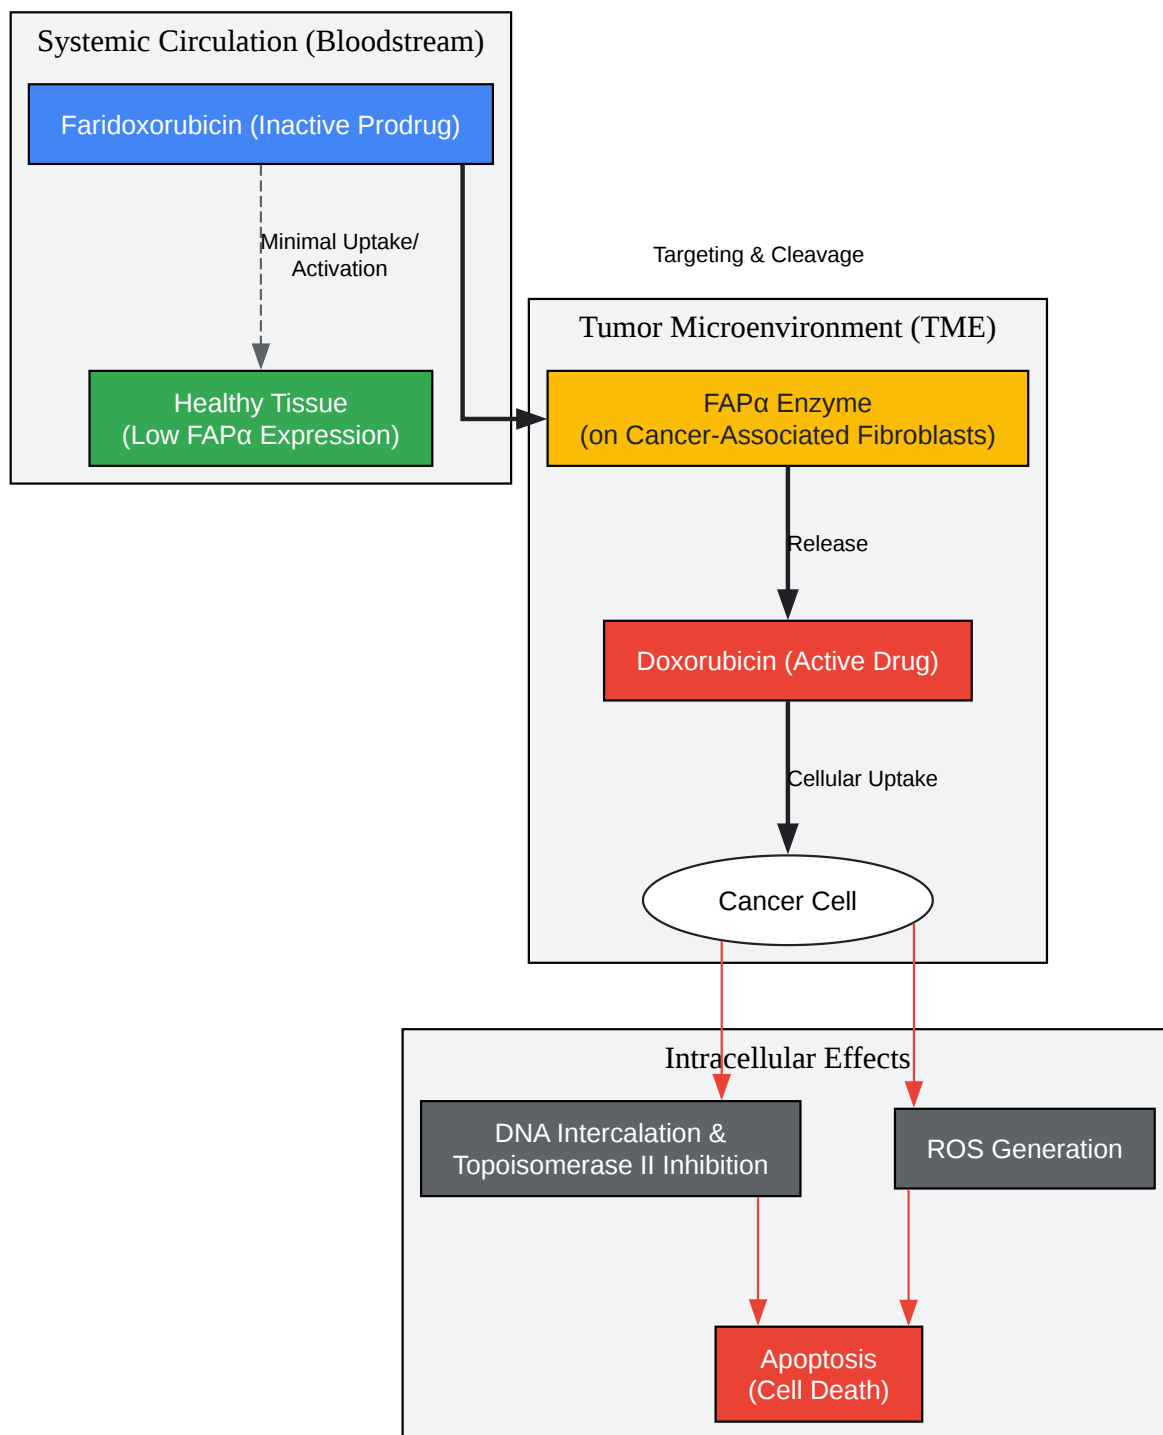 Systemic Circulation (Bloodstream)
Faridoxorubicin (Inactive Prodrug)
Minimal Uptake/
Activation
Targeting & Cleavage
Healthy Tissue
(Low FAPα Expression)
Tumor Microenvironment (TME)
FAPα Enzyme
(on Cancer-Associated Fibroblasts)
Release
Doxorubicin (Active Drug)
Cellular Uptake
Cancer Cell
Intracellular Effects
DNA Intercalation &
Topoisomerase II Inhibition
ROS Generation
Apoptosis
(Cell Death)